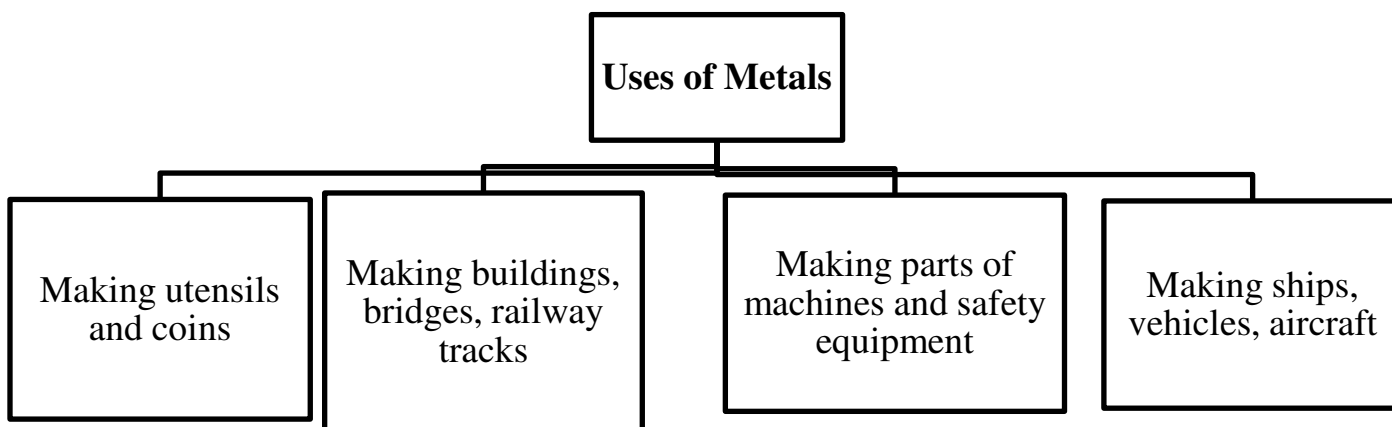 Uses of Metals
Making utensils
and coins
Making buildings,
bridges, railway
tracks
Making parts of
machines and safety
equipment
Making ships,
vehicles, aircraft